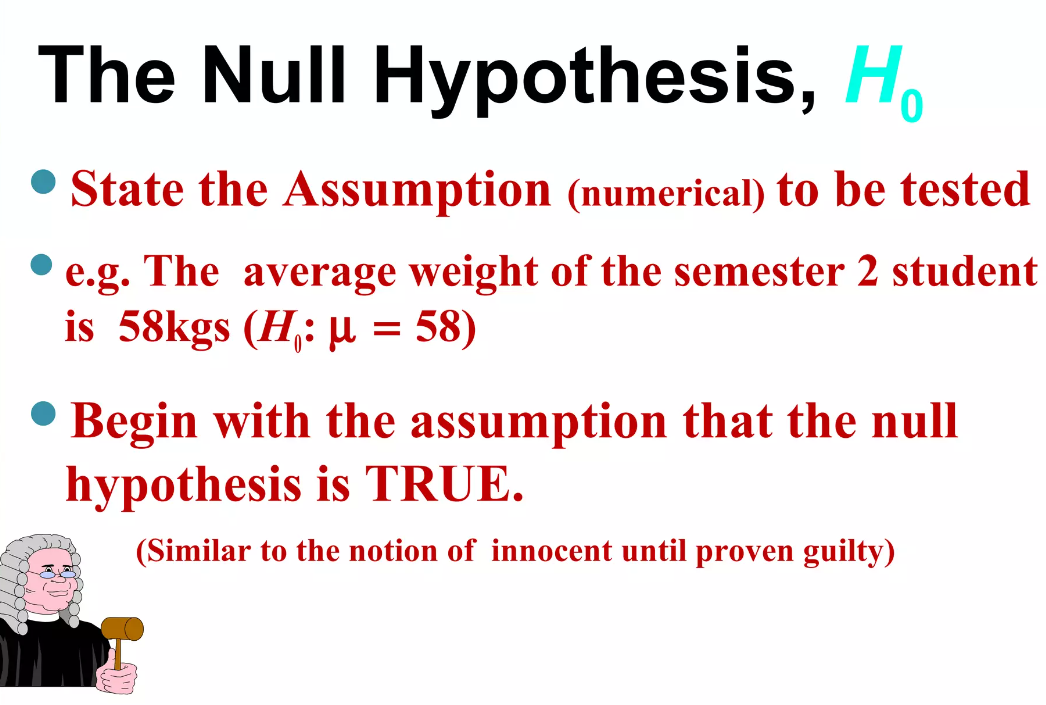 The Null Hypothesis, H0
State the Assumption (numerical) to be tested
e.g. The average weight of the semester 2 student
is 58kgs (H0: μ = 58)
Begin with the assumption that the null
hypothesis is TRUE.
(Similar to the notion of innocent until proven guilty)